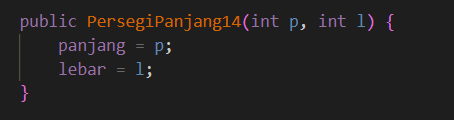 public PersegiPanjang14(int p, int l) {
    panjang = p;
    lebar = l;
}